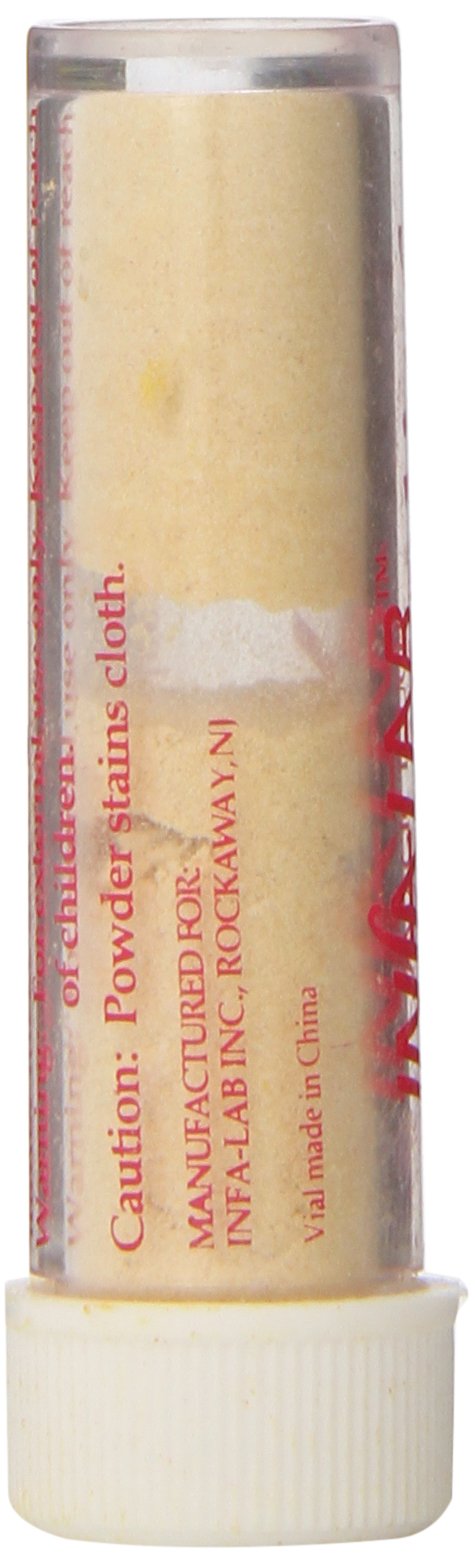 Warning: For external use only. Keep out of reach
of children.
Caution: Powder stains cloth.
MANUFACTURED FOR:
INFA-LAB INC., ROCKAWAY, NJ
Vial made in China
INFA-LAB™